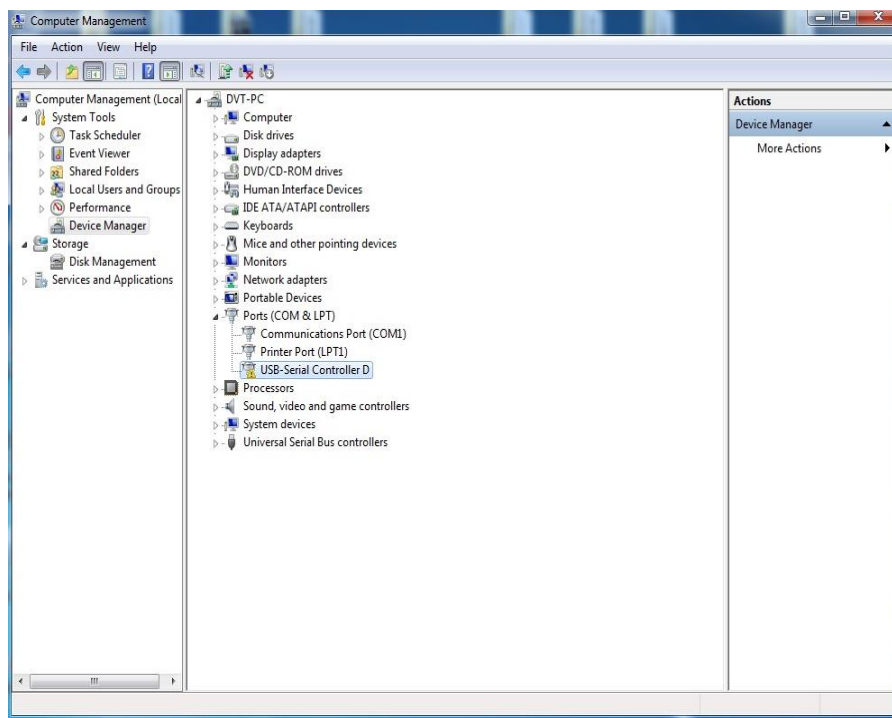 Computer Management
File Action View Help
Computer Management (Local
System Tools
Task Scheduler
Event Viewer
Shared Folders
Local Users and Groups
Performance
Device Manager
Storage
Disk Management
Services and Applications
DVT-PC
Computer
Disk drives
Display adapters
DVD/CD-ROM drives
Human Interface Devices
IDE ATA/ATAPI controllers
Keyboards
Mice and other pointing devices
Monitors
Network adapters
Portable Devices
Ports (COM & LPT)
Communications Port (COM1)
Printer Port (LPT1)
USB-Serial Controller D
Processors
Sound, video and game controllers
System devices
Universal Serial Bus controllers
Actions
Device Manager
More Actions